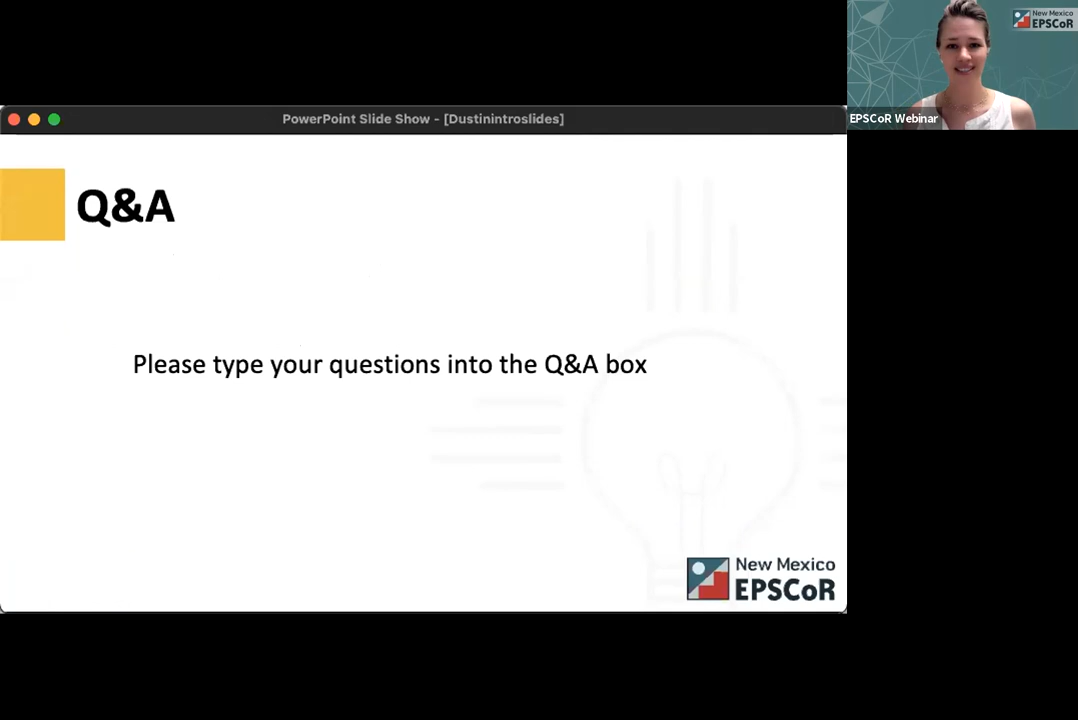 New Mexico
EPSCoR
EPSCoR Webinar
PowerPoint Slide Show - [Dustinintroslides]
Q&A
Please type your questions into the Q&A box
New Mexico
EPSCoR